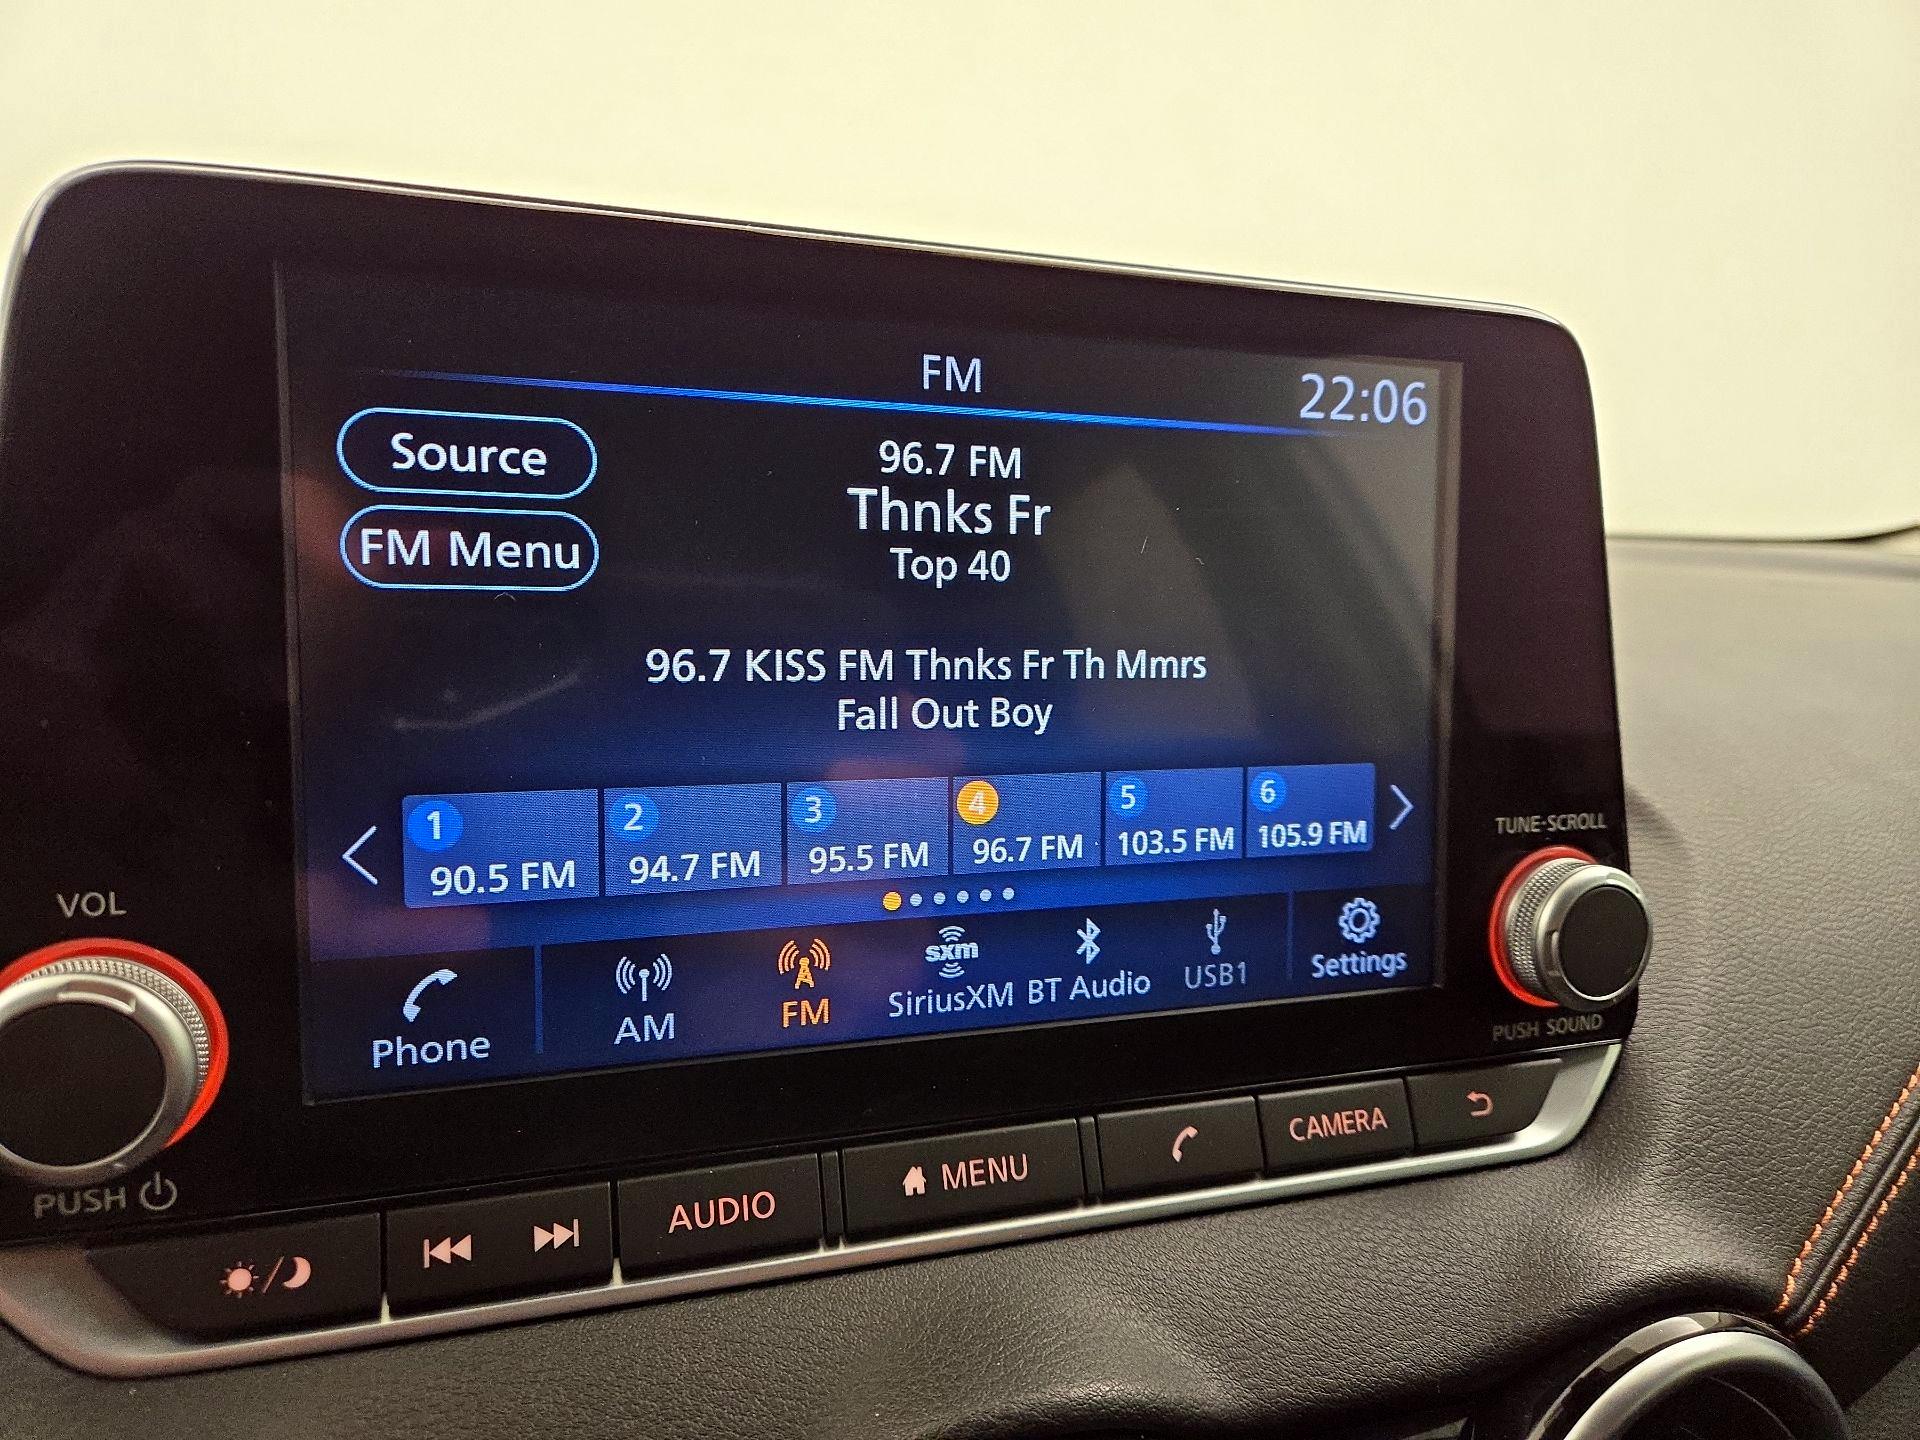 FM
22:06
Source
96.7 FM
Thnks Fr
FM Menu
Top 40
96.7 KISS FM Thnks Fr Th Mmrs
Fall Out Boy
1
90.5 FM
2
94.7 FM
3
95.5 FM
4
96.7 FM
5
103.5 FM
6
105.9 FM
TUNE·SCROLL
VOL
Phone
AM
FM
sxm
SiriusXM
BT Audio
USB1
Settings
PUSH SOUND
PUSH
AUDIO
MENU
CAMERA